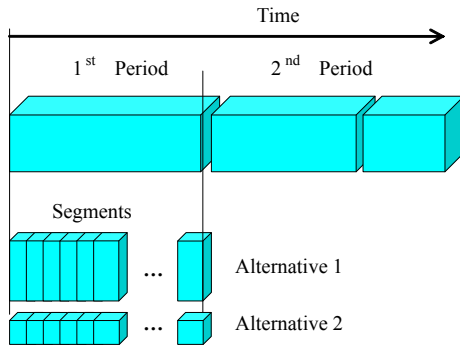 Time
1st Period
2nd Period
Segments
... Alternative 1
... Alternative 2